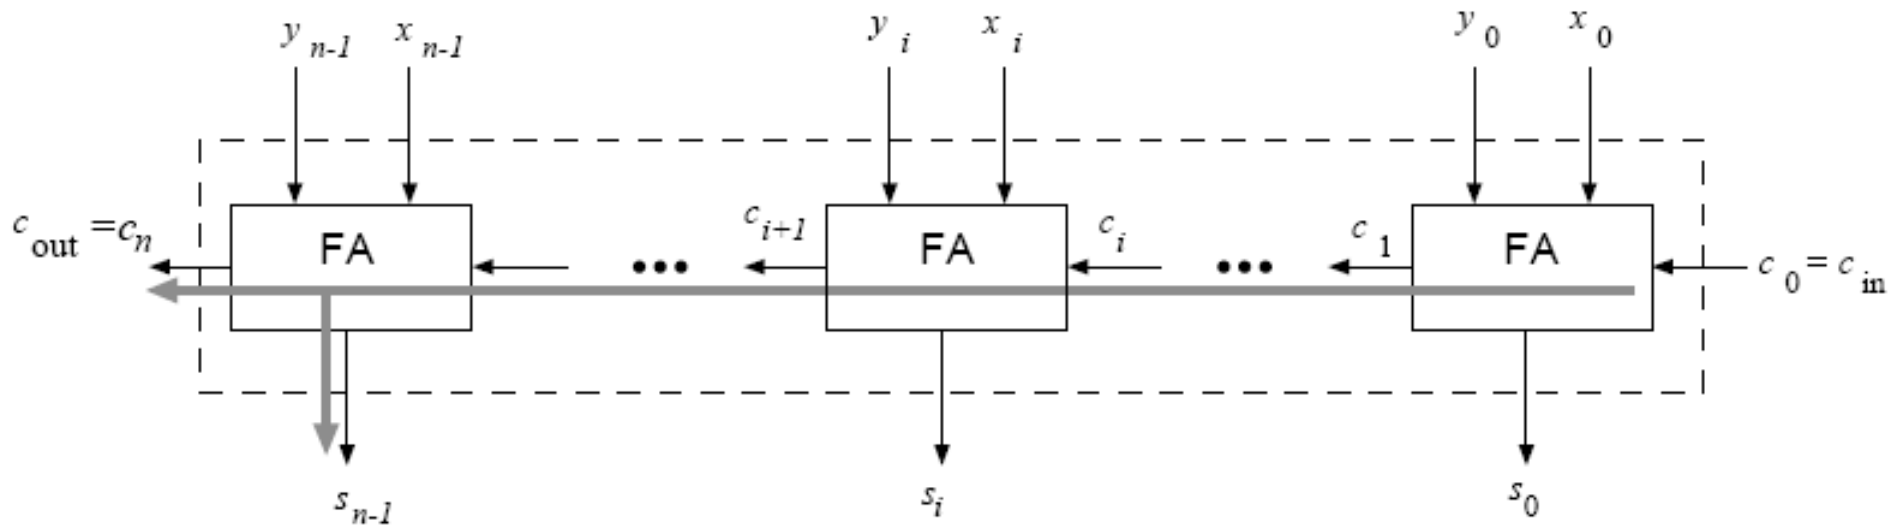 y n-1 x n-1 y i x i y 0 x 0
c out = c n FA c i+1 FA c i c 1 FA c 0 = c in
s n-1 s i s 0